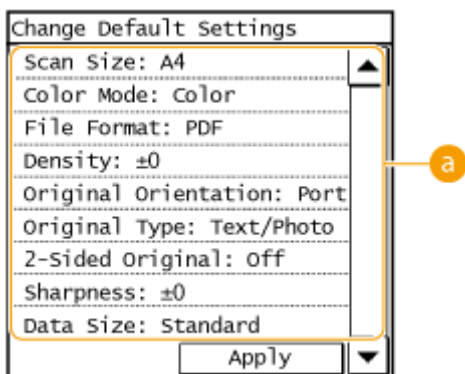 Change Default Settings
Scan Size: A4
Color Mode: Color
File Format: PDF
Density: ±0
Original Orientation: Port
Original Type: Text/Photo
2-Sided Original: Off
Sharpness: ±0
Data Size: Standard
Apply
a